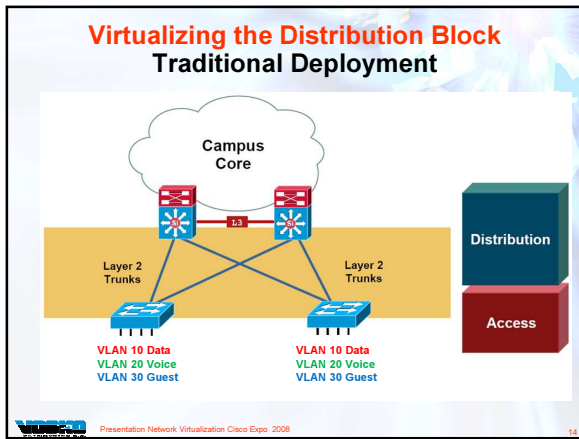 Virtualizing the Distribution Block
Traditional Deployment
Campus
Core
Si
L3
Si
Layer 2
Trunks
Layer 2
Trunks
Distribution
Access
VLAN 10 Data
VLAN 20 Voice
VLAN 30 Guest
VLAN 10 Data
VLAN 20 Voice
VLAN 30 Guest
Presentation Network Virtualization Cisco Expo 2008
14